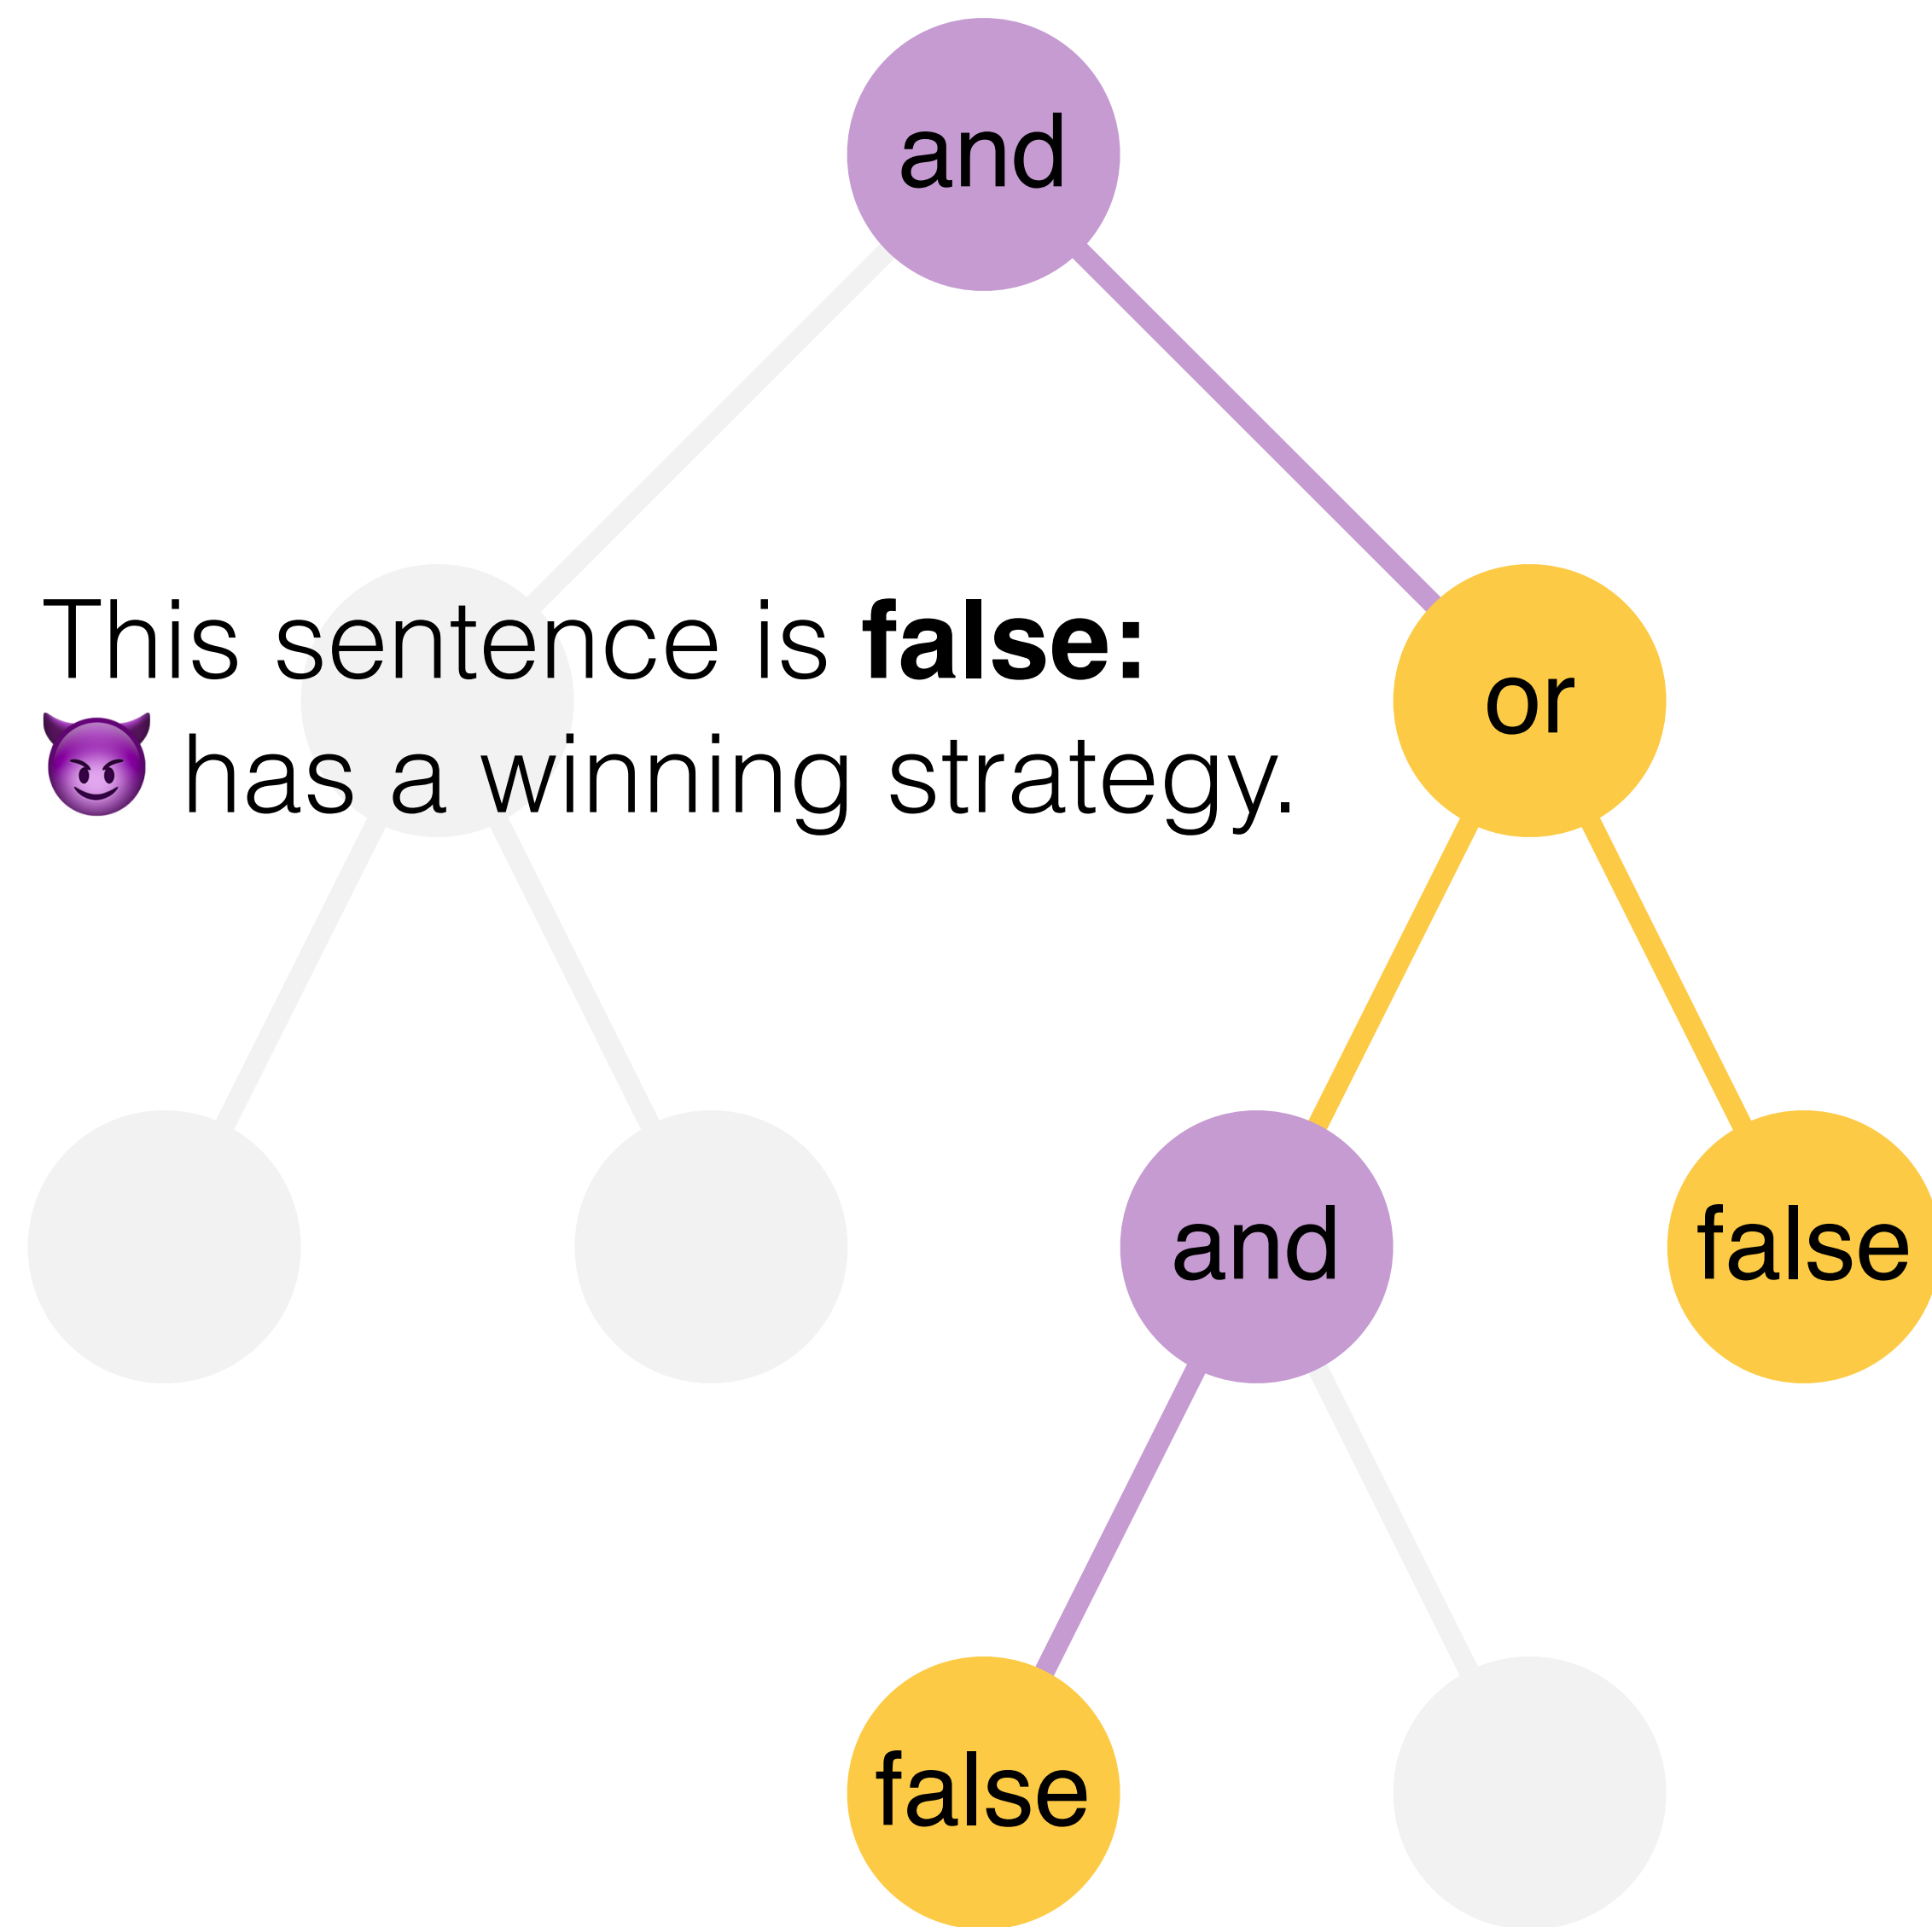 and
This sentence is false:
😈 has a winning strategy.
or
and
false
false